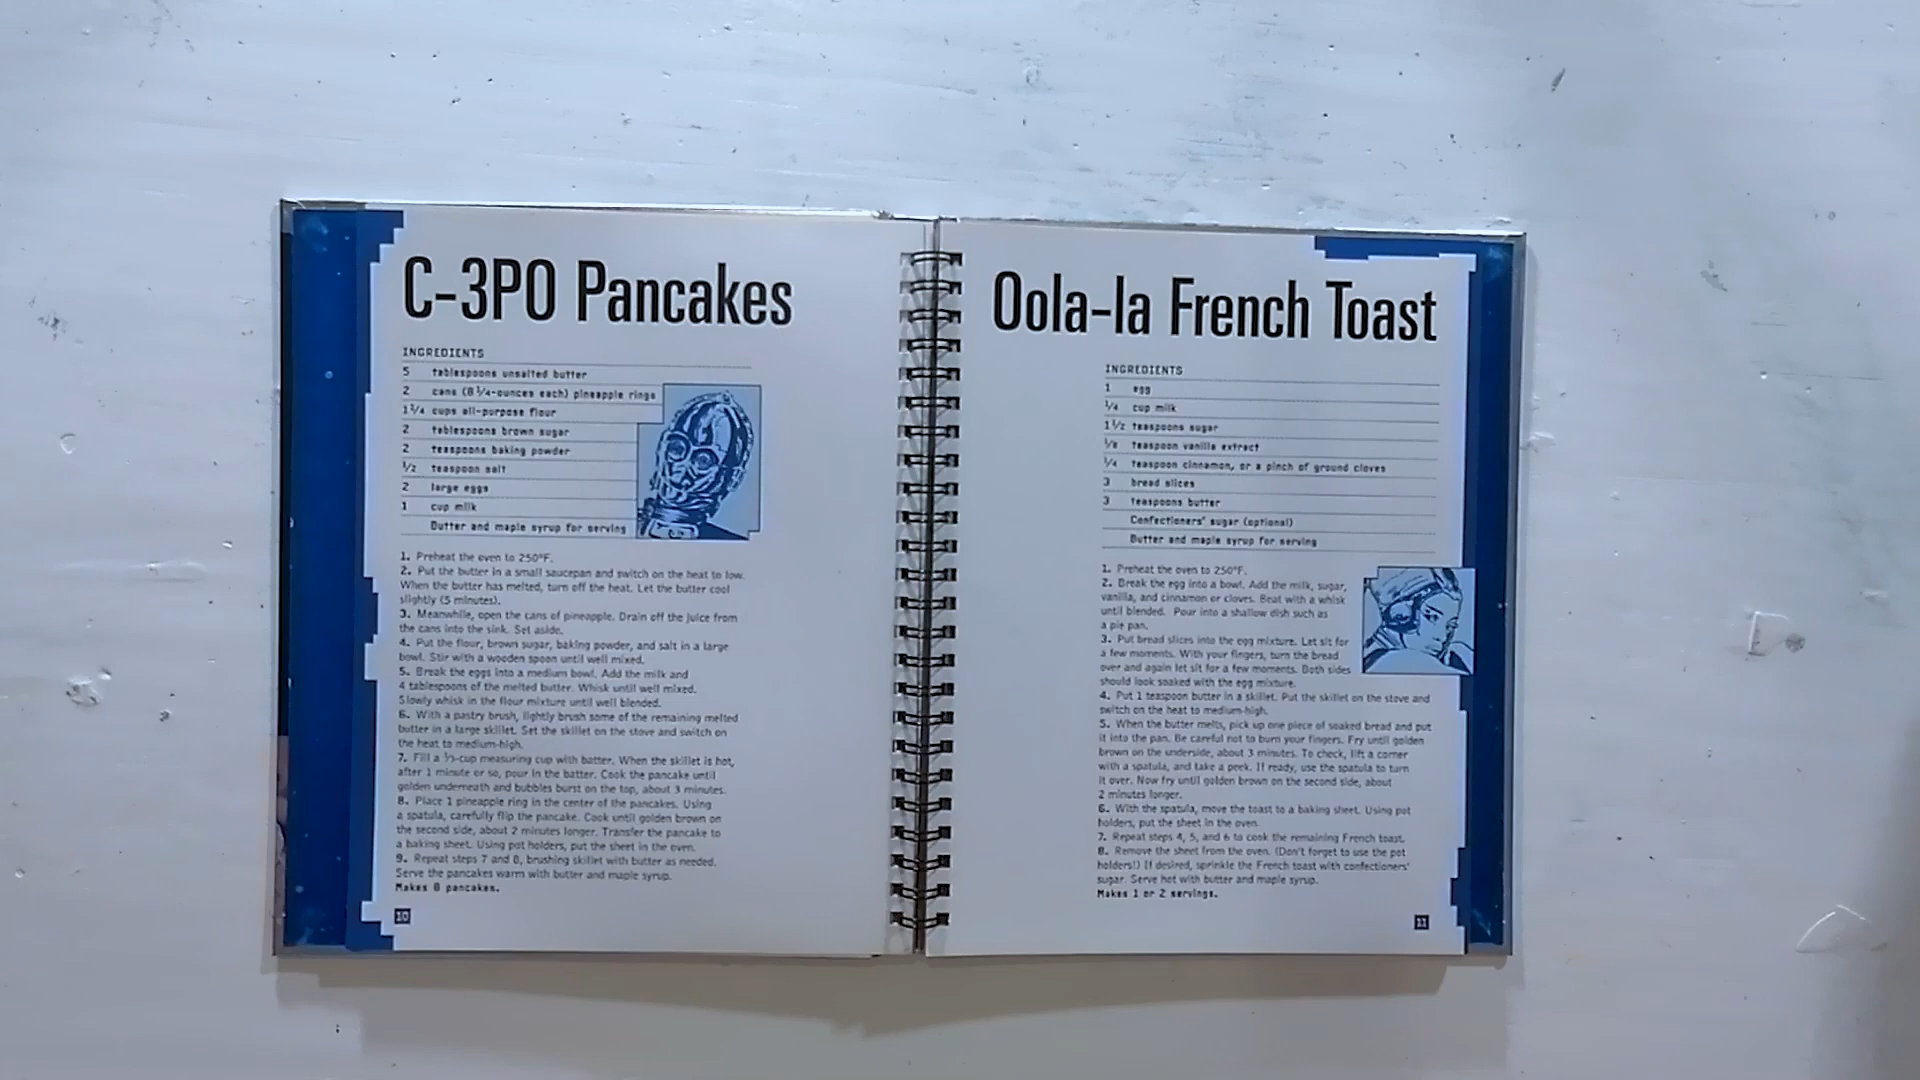 C-3PO Pancakes
INGREDIENTS
5 tablespoons unsalted butter
2 cans (8 1/4-ounces each) pineapple rings
1 3/4 cups all-purpose flour
2 tablespoons brown sugar
2 teaspoons baking powder
1/2 teaspoon salt
2 large eggs
1 cup milk
Butter and maple syrup for serving
1. Preheat the oven to 250°F.
2. Put the butter in a small saucepan and switch on the heat to low.
When the butter has melted, turn off the heat. Let the butter cool
slightly (5 minutes).
3. Meanwhile, open the cans of pineapple. Drain off the juice from
the cans into the sink. Set aside.
4. Put the flour, brown sugar, baking powder, and salt in a large
bowl. Stir with a wooden spoon until well mixed.
5. Break the eggs into a medium bowl. Add the milk and
4 tablespoons of the melted butter. Whisk until well mixed.
Slowly whisk in the flour mixture until well blended.
6. With a pastry brush, lightly brush some of the remaining melted
butter in a large skillet. Set the skillet on the stove and switch on
the heat to medium-high.
7. Fill a 1/3-cup measuring cup with batter. When the skillet is hot,
after 1 minute or so, pour in the batter. Cook the pancake until
golden underneath and bubbles burst on the top, about 3 minutes.
8. Place 1 pineapple ring in the center of the pancakes. Using
a spatula, carefully flip the pancake. Cook until golden brown on
the second side, about 2 minutes longer. Transfer the pancake to
a baking sheet. Using pot holders, put the sheet in the oven.
9. Repeat steps 7 and 8, brushing skillet with butter as needed.
Serve the pancakes warm with butter and maple syrup.
Makes 8 pancakes.
10
Oola-la French Toast
INGREDIENTS
1 egg
1/4 cup milk
1 1/2 teaspoons sugar
1/8 teaspoon vanilla extract
1/4 teaspoon cinnamon, or a pinch of ground cloves
3 bread slices
3 teaspoons butter
Confectioners' sugar (optional)
Butter and maple syrup for serving
1. Preheat the oven to 250°F.
2. Break the egg into a bowl. Add the milk, sugar,
vanilla, and cinnamon or cloves. Beat with a whisk
until blended. Pour into a shallow dish such as
a pie pan.
3. Put bread slices into the egg mixture. Let sit for
a few moments. With your fingers, turn the bread
over and again let sit for a few moments. Both sides
should look soaked with the egg mixture.
4. Put 1 teaspoon butter in a skillet. Put the skillet on the stove and
switch on the heat to medium-high.
5. When the butter melts, pick up one piece of soaked bread and put
it into the pan. Be careful not to burn your fingers. Fry until golden
brown on the underside, about 3 minutes. To check, lift a corner
with a spatula, and take a peek. If ready, use the spatula to turn
it over. Now fry until golden brown on the second side, about
2 minutes longer.
6. With the spatula, move the toast to a baking sheet. Using pot
holders, put the sheet in the oven.
7. Repeat steps 4, 5, and 6 to cook the remaining French toast.
8. Remove the sheet from the oven. (Don't forget to use the pot
holders!) If desired, sprinkle the French toast with confectioners'
sugar. Serve hot with butter and maple syrup.
Makes 1 or 2 servings.
11